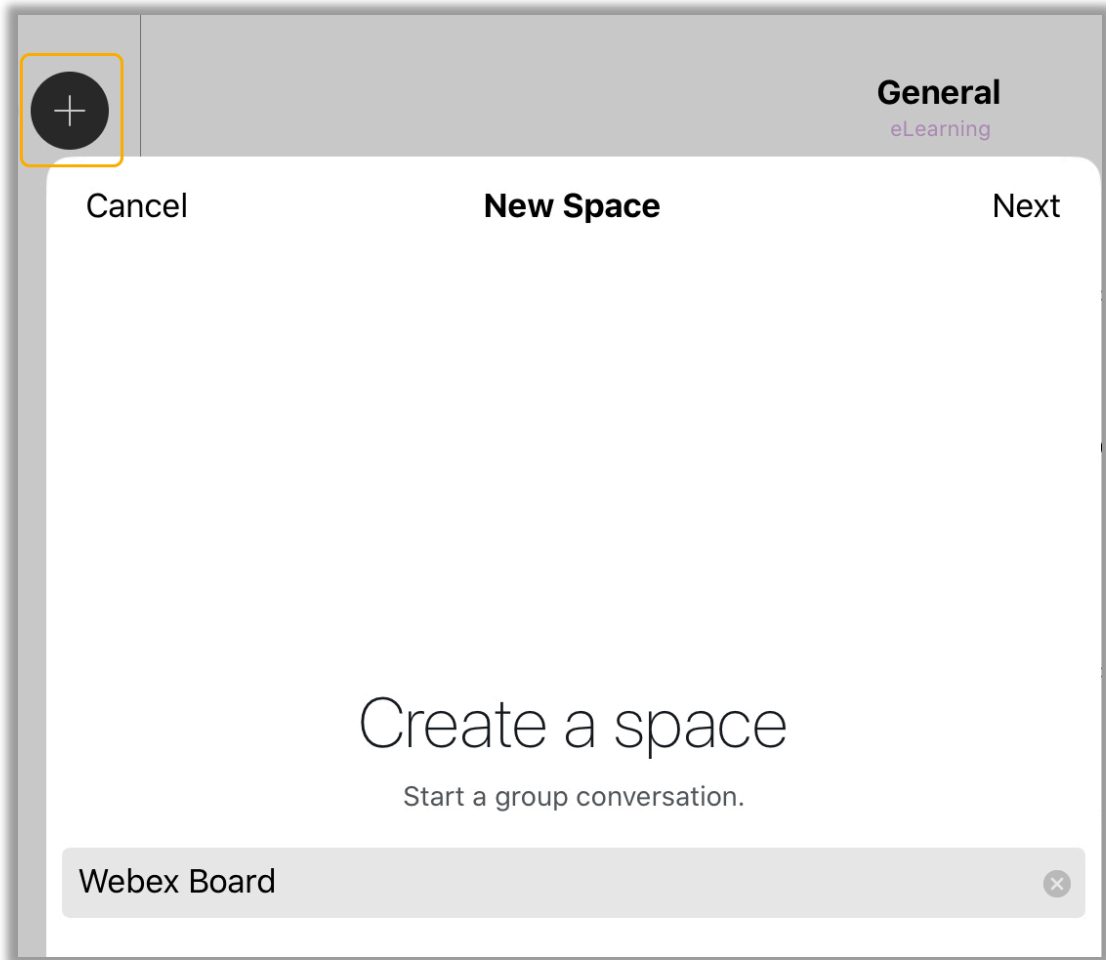 General
eLearning
Cancel New Space Next
Create a space
Start a group conversation.
Webex Board